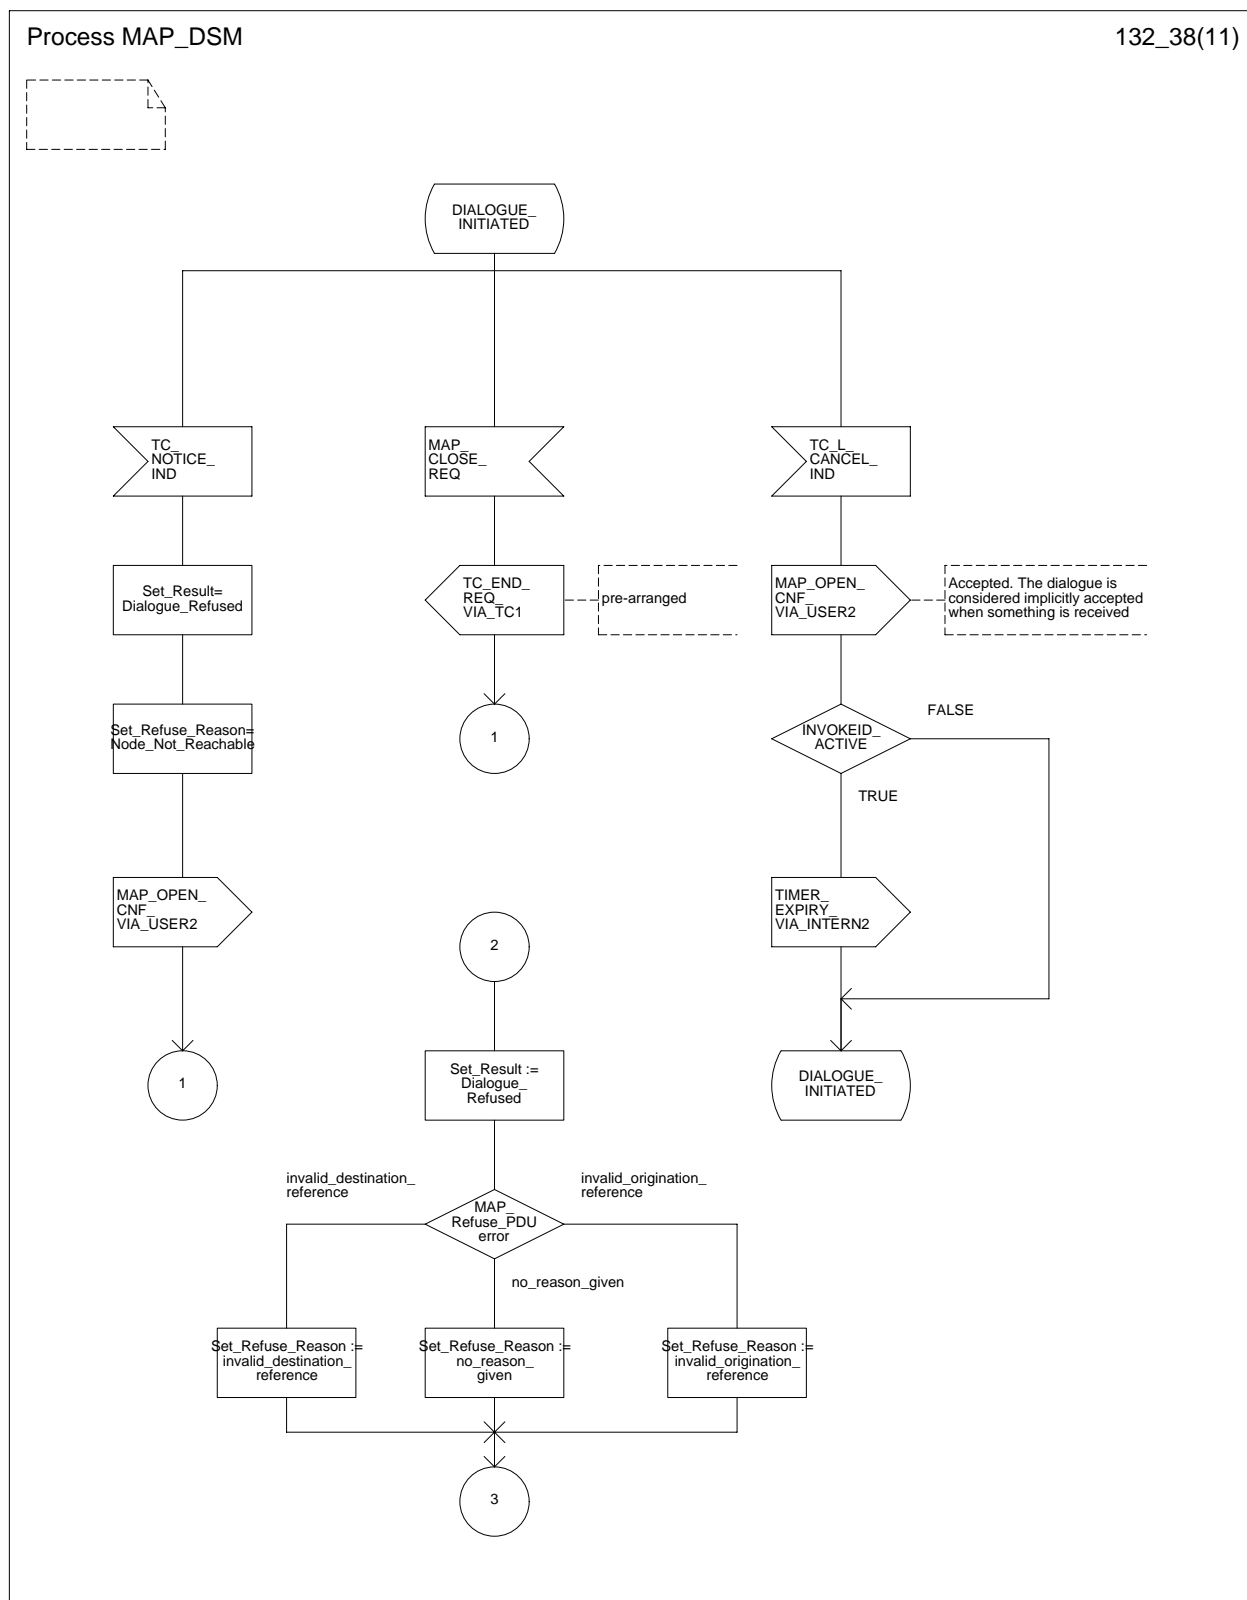 Process MAP_DSM
132_38(11)
DIALOGUE_
INITIATED
TC_
NOTICE_
IND
MAP_
CLOSE_
REQ
TC_L_
CANCEL_
IND
Set_Result=
Dialogue_Refused
TC_END_
REQ_
VIA_TC1
pre-arranged
MAP_OPEN_
CNF_
VIA_USER2
Accepted. The dialogue is
considered implicitly accepted
when something is received
Set_Refuse_Reason=
Node_Not_Reachable
1
INVOKEID_
ACTIVE
FALSE
TRUE
MAP_OPEN_
CNF_
VIA_USER2
TIMER_
EXPIRY_
VIA_INTERN2
2
1
Set_Result :=
Dialogue_
Refused
DIALOGUE_
INITIATED
invalid_destination_
reference
MAP_
Refuse_PDU
error
invalid_origination_
reference
no_reason_given
Set_Refuse_Reason :=
invalid_destination_
reference
Set_Refuse_Reason :=
no_reason_
given
Set_Refuse_Reason :=
invalid_origination_
reference
3